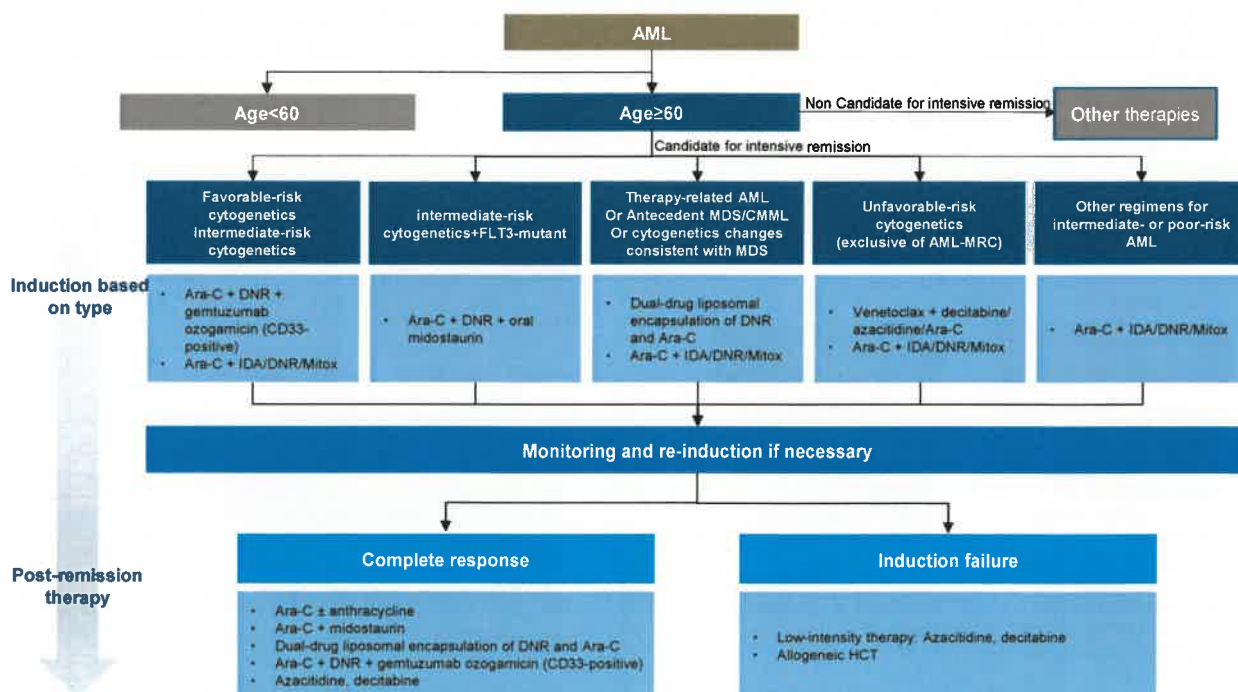 AML
Age<60
Age≥60
Non Candidate for intensive remission
Other therapies
Candidate for intensive remission
Favorable-risk
cytogenetics
Intermediate-risk
cytogenetics
intermediate-risk
cytogenetics+FLT3-mutant
Therapy-related AML
Or Antecedent MDS/CMML
Or cytogenetics changes
consistent with MDS
Unfavorable-risk
cytogenetics
(exclusive of AML-MRC)
Other regimens for
intermediate- or poor-risk
AML
Induction based
on type
• Ara-C + DNR +
gemtuzumab
ozogamicin (CD33-
positive)
• Ara-C + IDA/DNR/Mitox
• Ara-C + DNR + oral
midostaurin
• Dual-drug liposomal
encapsulation of DNR
and Ara-C
• Ara-C + IDA/DNR/Mitox
• Venetoclax + decitabine/
azacitidine/Ara-C
• Ara-C + IDA/DNR/Mitox
• Ara-C + IDA/DNR/Mitox
Monitoring and re-induction if necessary
Post-remission
therapy
Complete response
• Ara-C ± anthracycline
• Ara-C + midostaurin
• Dual-drug liposomal encapsulation of DNR and Ara-C
• Ara-C + DNR + gemtuzumab ozogamicin (CD33-positive)
• Azacitidine, decitabine
Induction failure
• Low-intensity therapy: Azacitidine, decitabine
• Allogeneic HCT